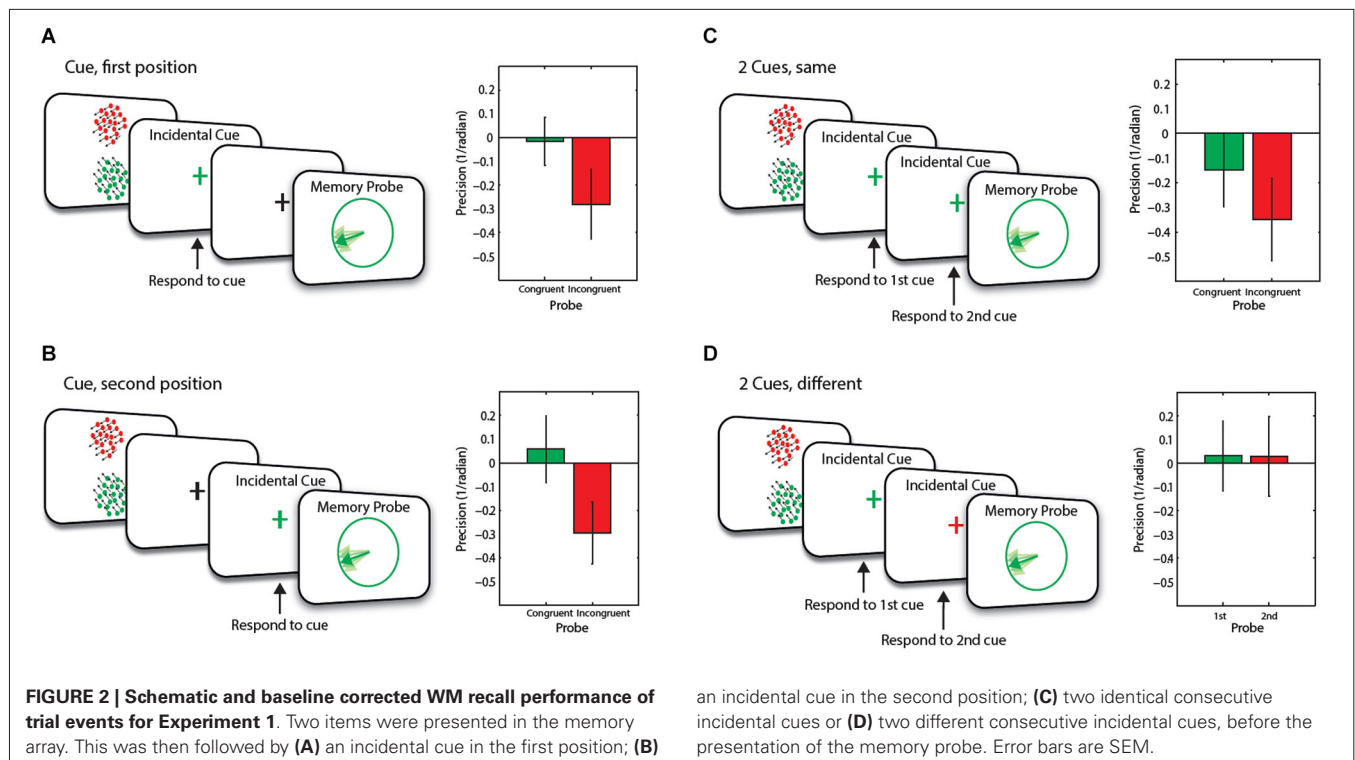 A
Cue, first position
Incidental Cue
Memory Probe
Respond to cue
Precision (1/radian)
0.2
0.1
0
−0.1
−0.2
−0.3
−0.4
−0.5
Congruent Incongruent
Probe
B
Cue, second position
Incidental Cue
Memory Probe
Respond to cue
Precision (1/radian)
0.2
0.1
0
−0.1
−0.2
−0.3
−0.4
−0.5
Congruent Incongruent
Probe
C
2 Cues, same
Incidental Cue
Incidental Cue
Memory Probe
Respond to 1st cue
Respond to 2nd cue
Precision (1/radian)
0.2
0.1
0
−0.1
−0.2
−0.3
−0.4
−0.5
Congruent Incongruent
Probe
D
2 Cues, different
Incidental Cue
Incidental Cue
Memory Probe
Respond to 1st cue
Respond to 2nd cue
Precision (1/radian)
0.2
0.1
0
−0.1
−0.2
−0.3
−0.4
−0.5
1st 2nd
Probe
FIGURE 2 | Schematic and baseline corrected WM recall performance of
trial events for Experiment 1. Two items were presented in the memory
array. This was then followed by (A) an incidental cue in the first position; (B)
an incidental cue in the second position; (C) two identical consecutive
incidental cues or (D) two different consecutive incidental cues, before the
presentation of the memory probe. Error bars are SEM.